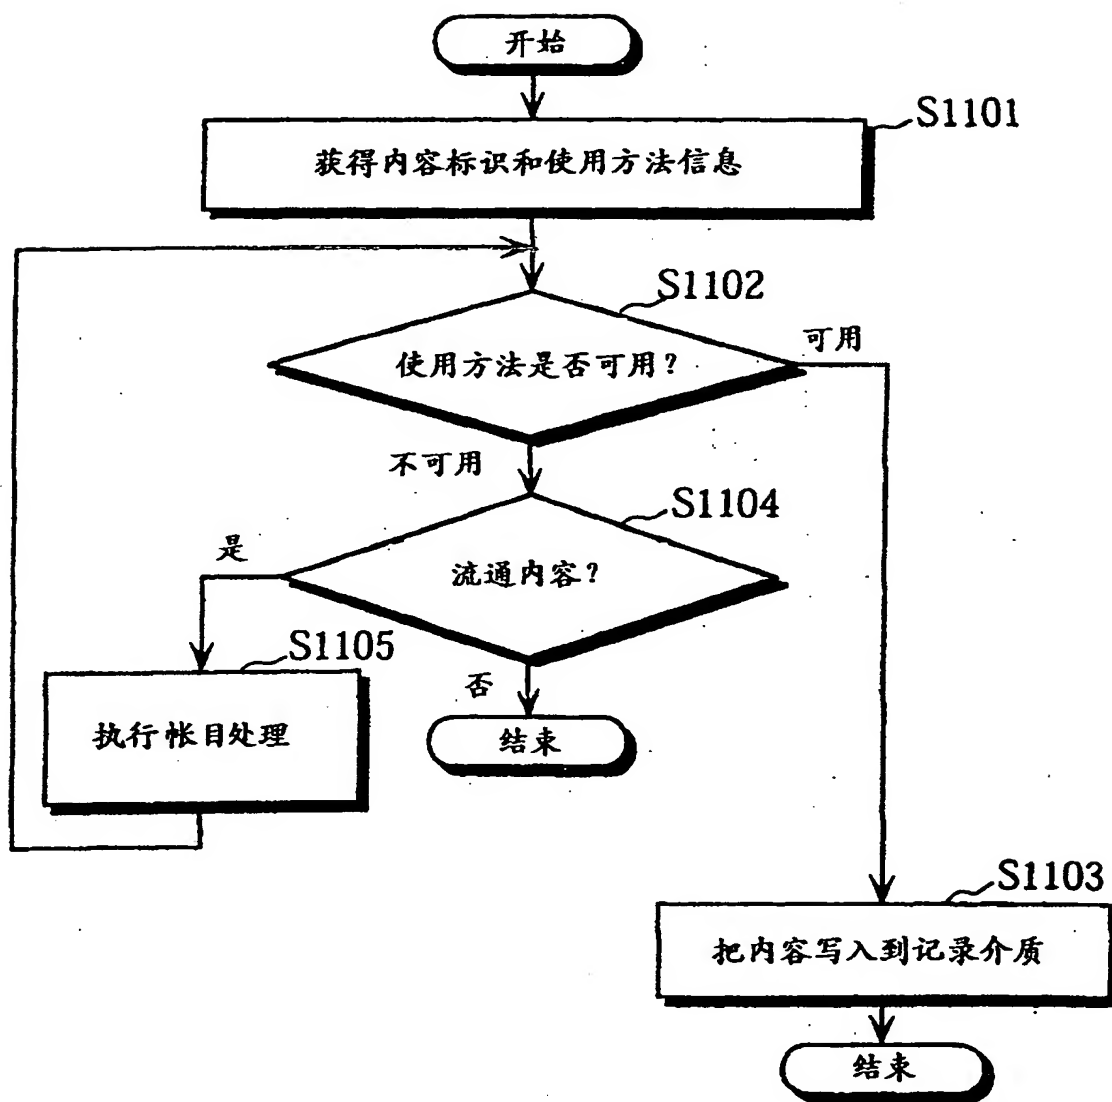 开始
S1101
获得内容标识和使用方法信息
S1102
使用方法是否可用？
可用
不可用
S1104
流通内容？
是
S1105
执行帐目处理
否
结束
S1103
把内容写入到记录介质
结束